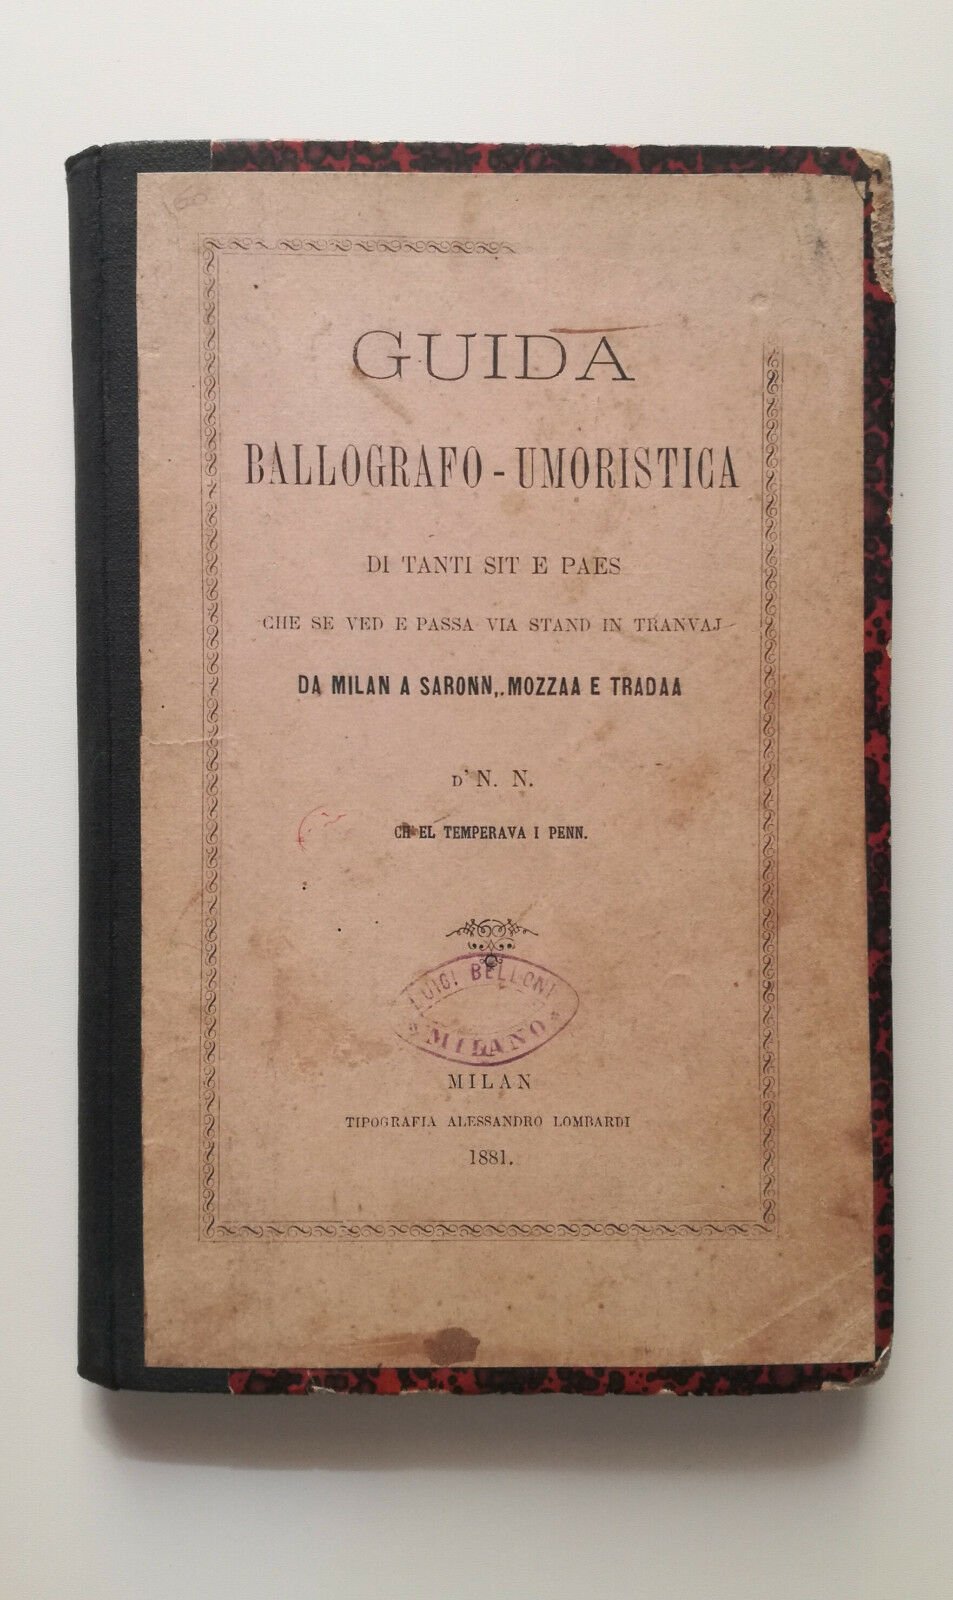 GUIDA
BALLOGRAFO - UMORISTICA
DI TANTI SIT E PAES
CHE SE VED E PASSA VIA STAND IN TRANVAJ
DA MILAN A SARONN, MOZZAA E TRADAA
D' N. N.
CH EL TEMPERAVA I PENN.
LUIGI BELLONI
MILANO
MILAN
TIPOGRAFIA ALESSANDRO LOMBARDI
1881.